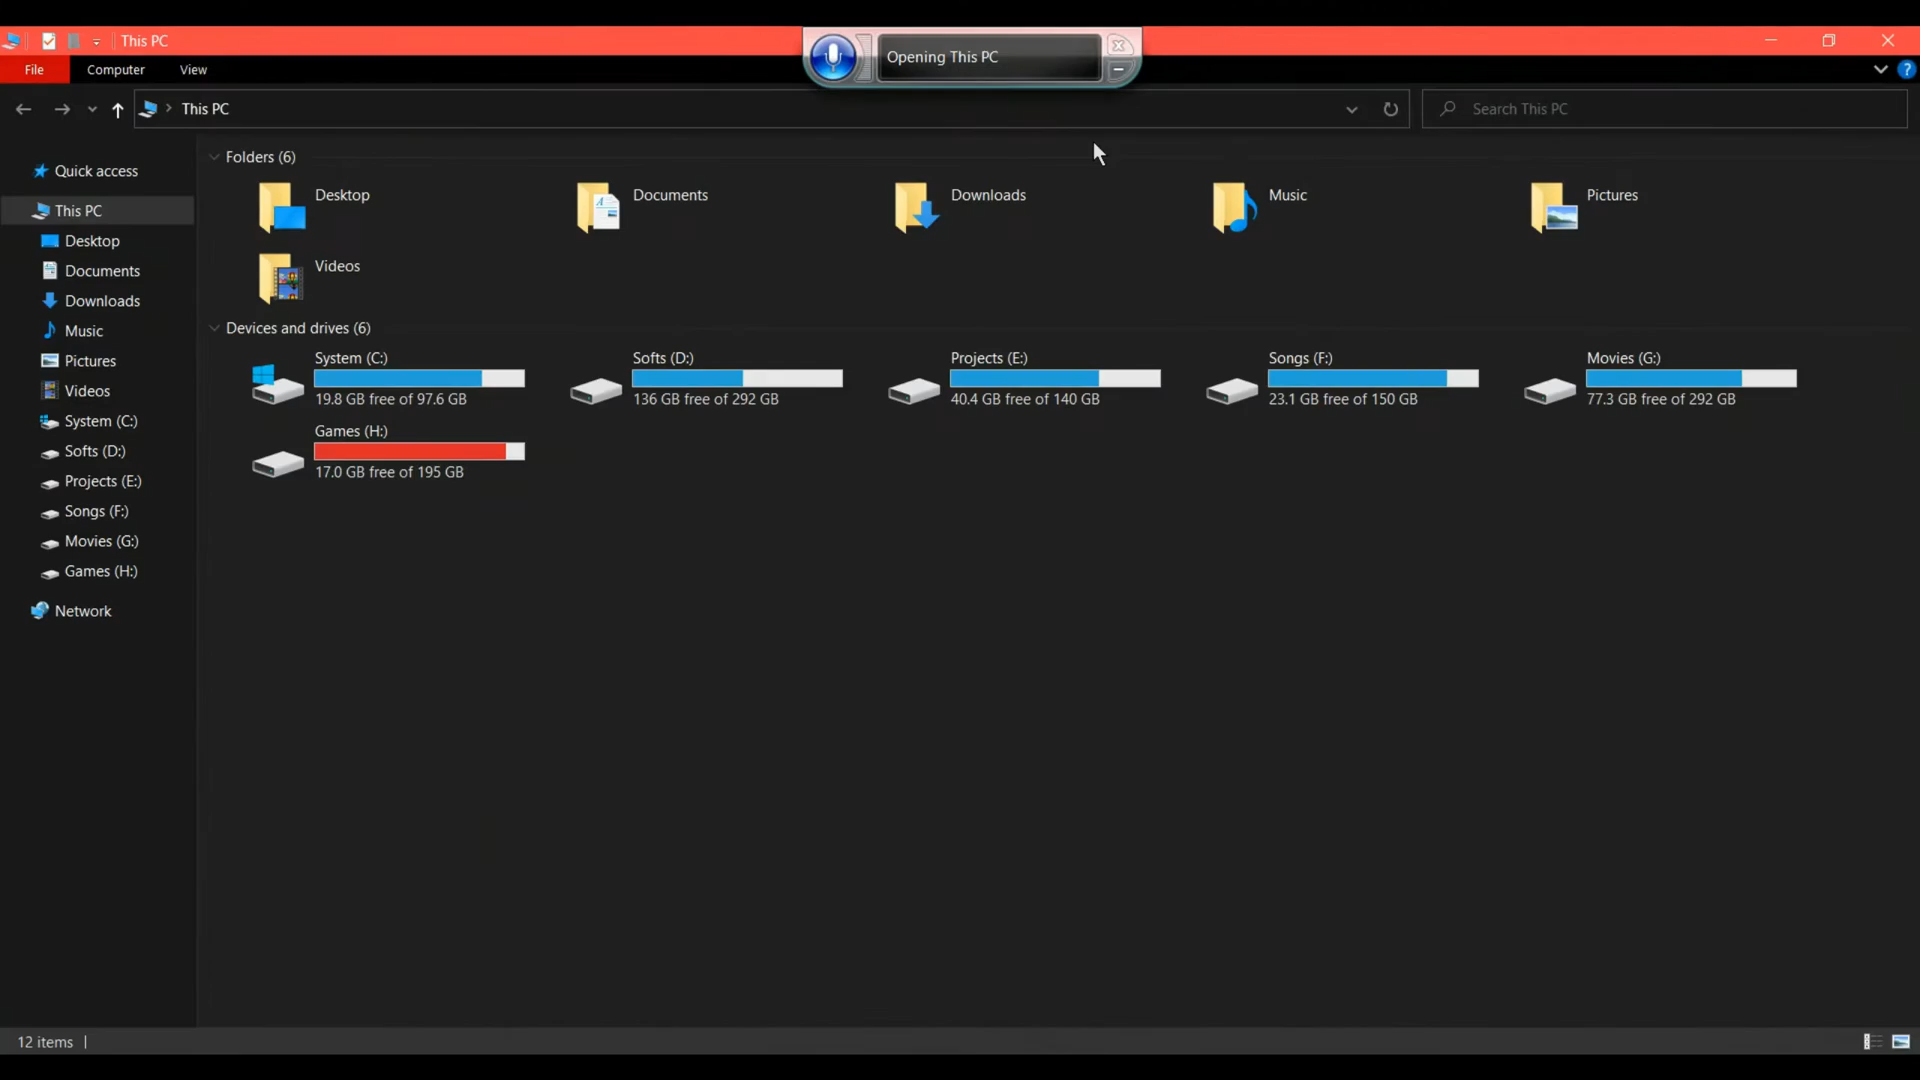 This PC
Opening This PC
File Computer View
This PC
Search This PC
Quick access
This PC
Desktop
Documents
Downloads
Music
Pictures
Videos
System (C:)
Softs (D:)
Projects (E:)
Songs (F:)
Movies (G:)
Games (H:)
Network
Folders (6)
Desktop
Documents
Downloads
Music
Pictures
Videos
Devices and drives (6)
System (C:)
19.8 GB free of 97.6 GB
Softs (D:)
136 GB free of 292 GB
Projects (E:)
40.4 GB free of 140 GB
Songs (F:)
23.1 GB free of 150 GB
Movies (G:)
77.3 GB free of 292 GB
Games (H:)
17.0 GB free of 195 GB
12 items